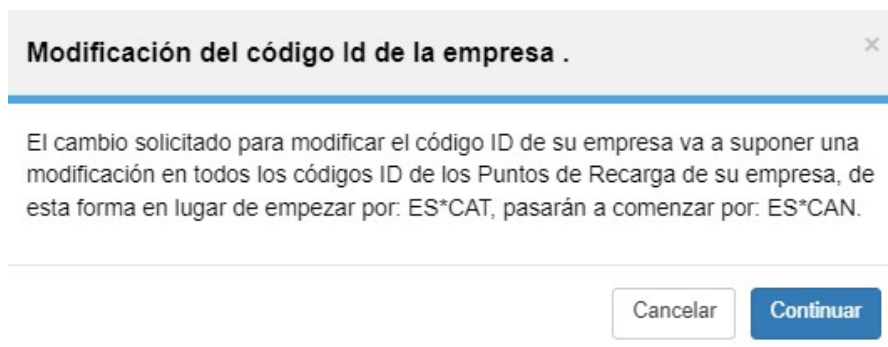 Modificación del código Id de la empresa .
×
El cambio solicitado para modificar el código ID de su empresa va a suponer una
modificación en todos los códigos ID de los Puntos de Recarga de su empresa, de
esta forma en lugar de empezar por: ES*CAT, pasarán a comenzar por: ES*CAN.
Cancelar
Continuar